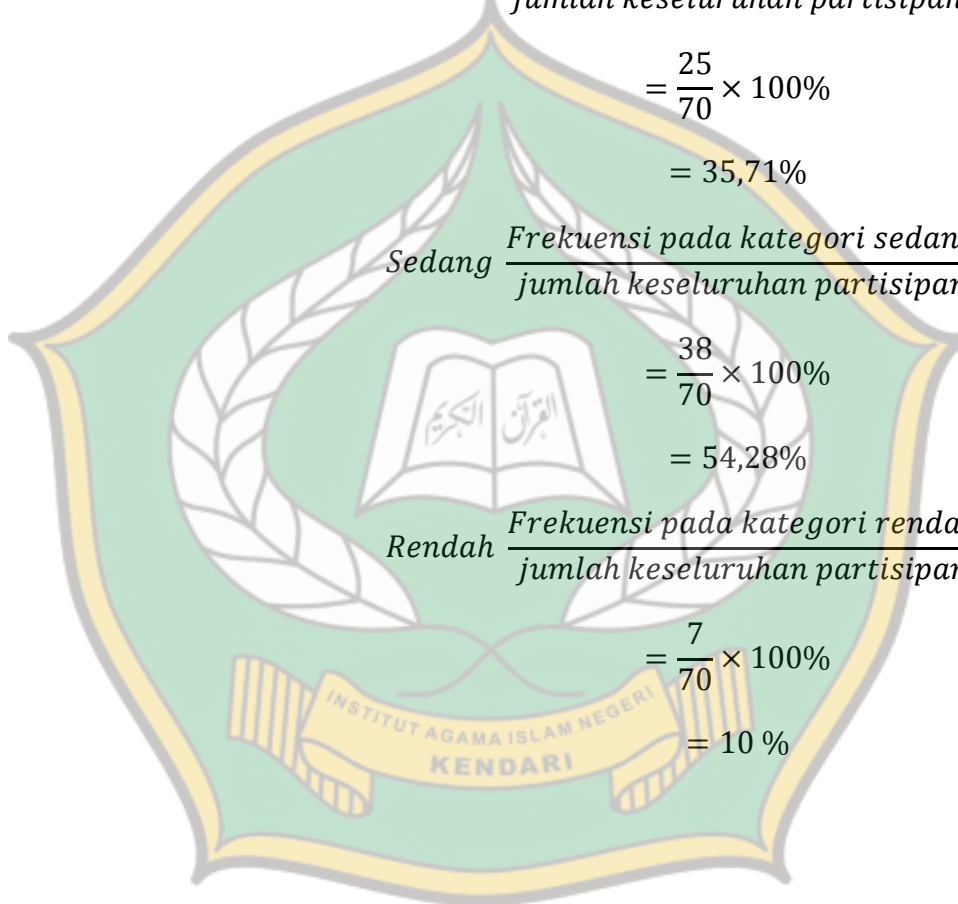 jumlah keseluruhan partisipan
= 25/70 × 100%
= 35,71%
Sedang Frekuensi pada kategori sedan
jumlah keseluruhan partisipan
= 38/70 × 100%
القرآن الكريم
= 54,28%
Rendah Frekuensi pada kategori renda
jumlah keseluruhan partisipan
= 7/70 × 100%
INSTITUT AGAMA ISLAM NEGERI
= 10 %
KENDARI